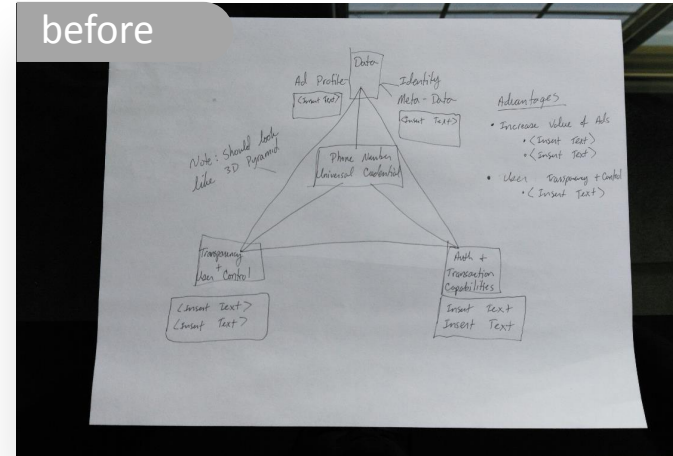 before
Data
Ad Profile
<Insert Text>
Identity
Meta-Data
<Insert Text>
Note: Should look
like 3D Pyramid
Phone Number
Universal Credential
Transparency
+
User Control
<Insert Text>
<Insert Text>
Auth +
Transaction
Capabilities
Insert Text
Insert Text
Advantages
• Increase Value of Ads
• <Insert Text>
• <Insert Text>
• User Transparency + Control
• <Insert Text>